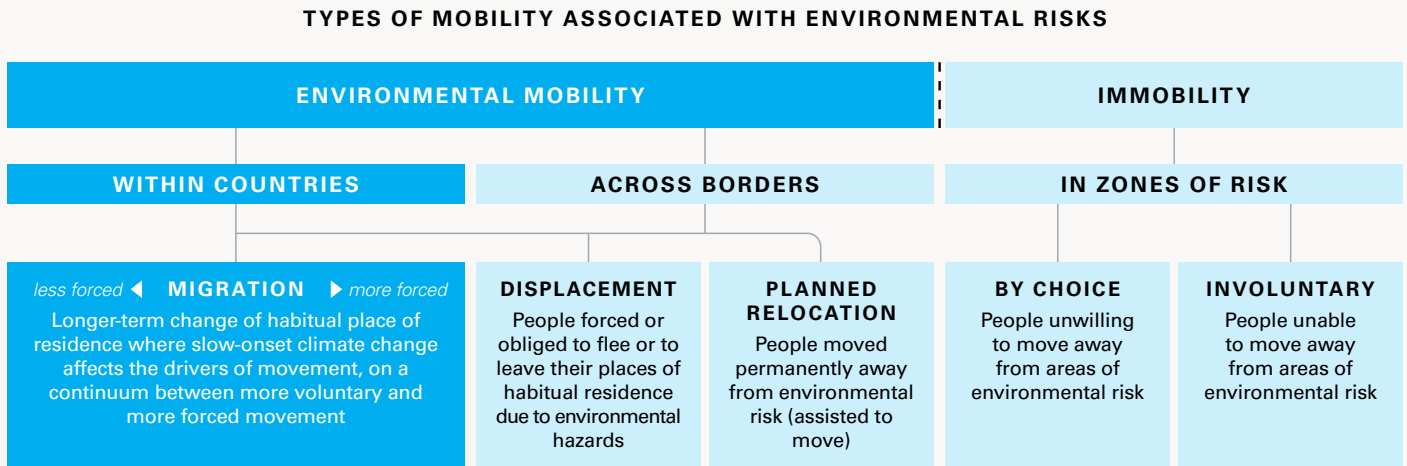 TYPES OF MOBILITY ASSOCIATED WITH ENVIRONMENTAL RISKS
ENVIRONMENTAL MOBILITY
IMMOBILITY
WITHIN COUNTRIES
ACROSS BORDERS
IN ZONES OF RISK
less forced ◀ MIGRATION ▶ more forced
Longer-term change of habitual place of
residence where slow-onset climate change
affects the drivers of movement, on a
continuum between more voluntary and
more forced movement
DISPLACEMENT
People forced or
obliged to flee or to
leave their places of
habitual residence
due to environmental
hazards
PLANNED
RELOCATION
People moved
permanently away
from environmental
risk (assisted to
move)
BY CHOICE
People unwilling
to move away
from areas of
environmental risk
INVOLUNTARY
People unable
to move away
from areas of
environmental risk